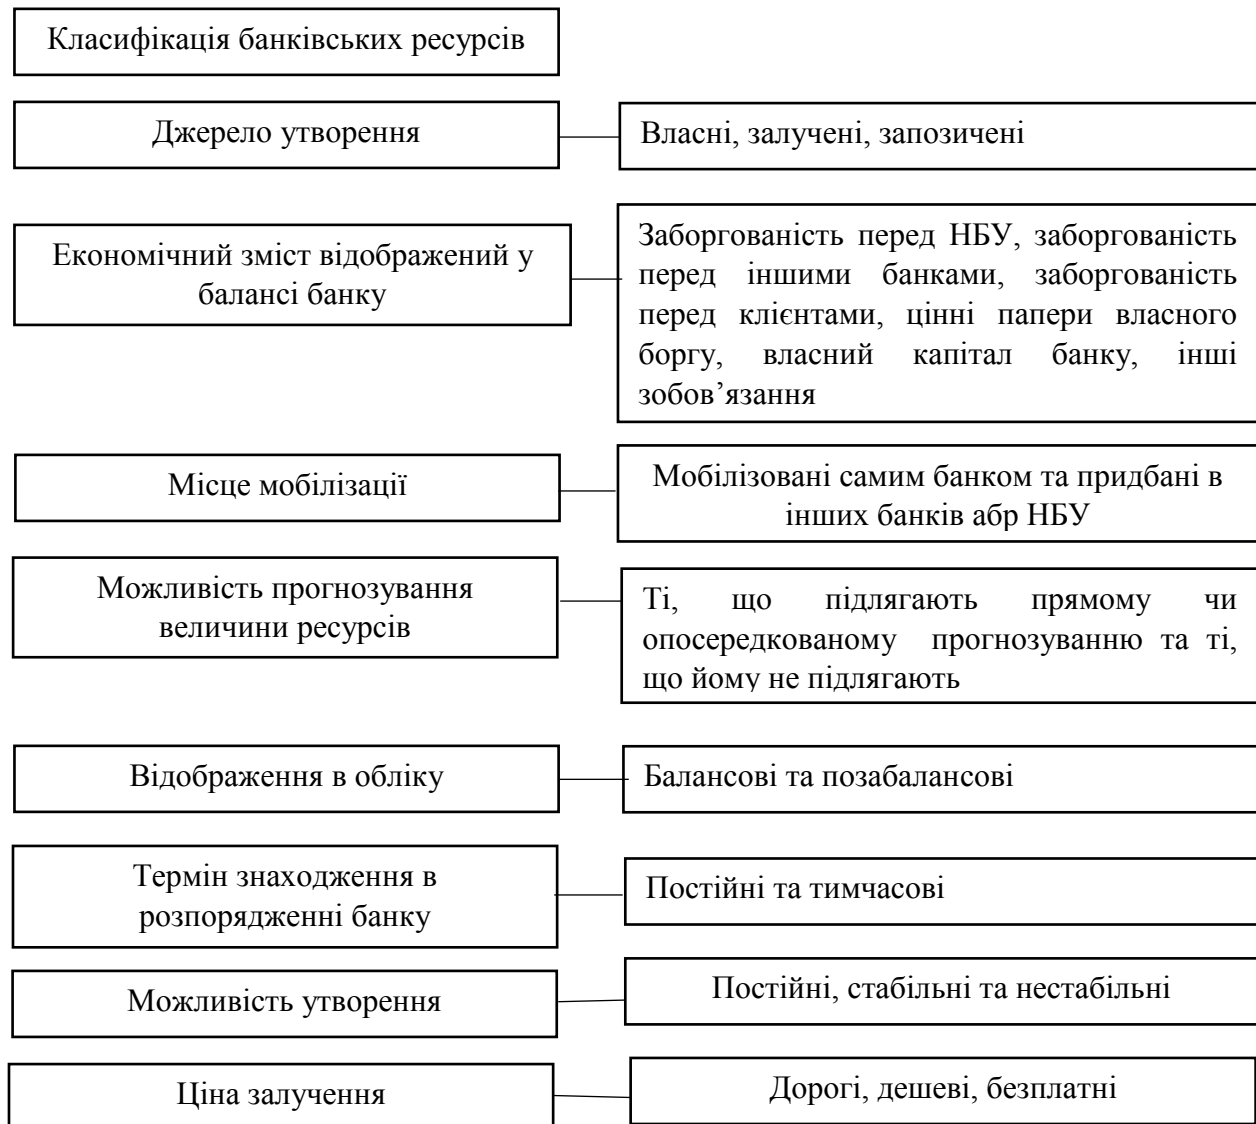 Класифікація банківських ресурсів
Джерело утворення
Власні, залучені, запозичені
Економічний зміст відображений у
балансі банку
Заборгованість перед НБУ, заборгованість
перед іншими банками, заборгованість
перед клієнтами, цінні папери власного
боргу, власний капітал банку, інші
зобов’язання
Місце мобілізації
Мобілізовані самим банком та придбані в
інших банків абр НБУ
Можливість прогнозування
величини ресурсів
Ті, що підлягають прямому чи
опосередкованому прогнозуванню та ті,
що йому не підлягають
Відображення в обліку
Балансові та позабалансові
Термін знаходження в
розпорядженні банку
Постійні та тимчасові
Можливість утворення
Постійні, стабільні та нестабільні
Ціна залучення
Дорогі, дешеві, безплатні